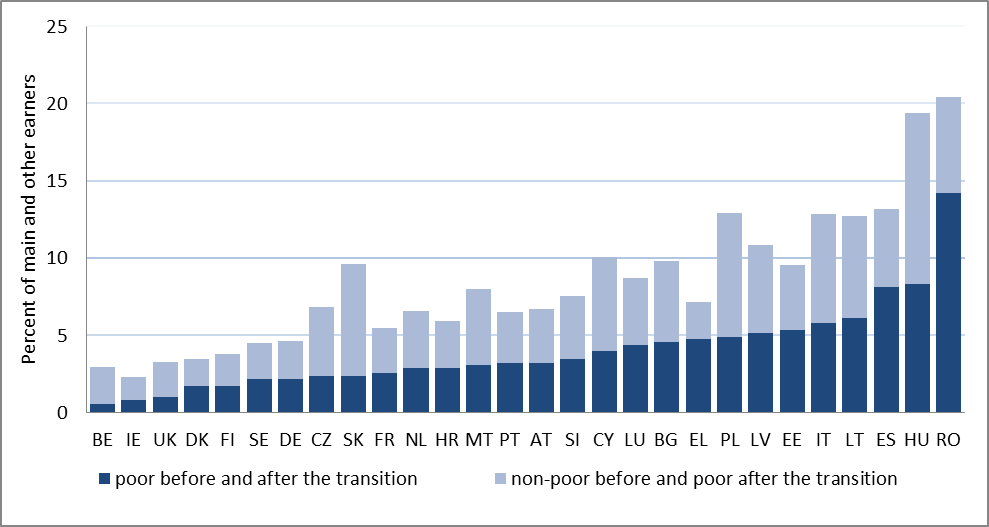 25
20
15
10
5
0
Percent of main and other earners
BE IE UK DK FI SE DE CZ SK FR NL HR MT PT AT SI CY LU BG EL PL LV EE IT LT ES HU RO
poor before and after the transition non-poor before and poor after the transition